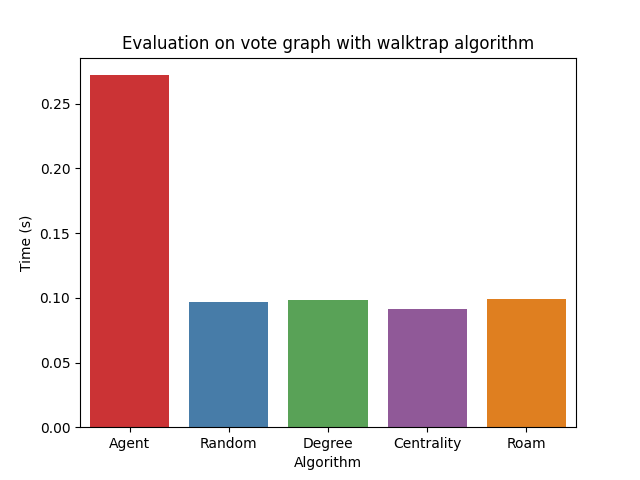 Evaluation on vote graph with walktrap algorithm
0.25
0.20
0.15
0.10
0.05
0.00
Time (s)
Agent Random Degree Centrality Roam
Algorithm